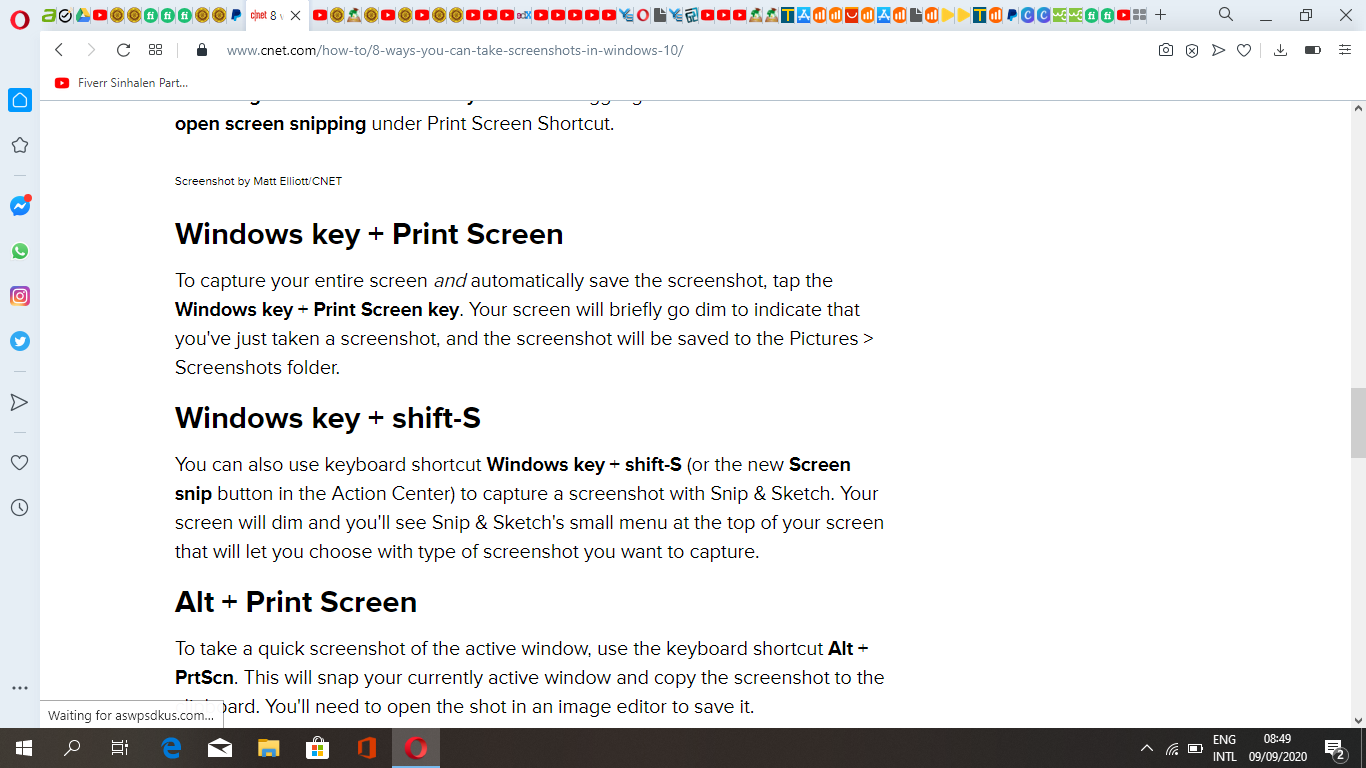 c|net 8 w
www.cnet.com/how-to/8-ways-you-can-take-screenshots-in-windows-10/
Fiverr Sinhalen Part...
open screen snipping under Print Screen Shortcut.
Screenshot by Matt Elliott/CNET
Windows key + Print Screen
To capture your entire screen and automatically save the screenshot, tap the
Windows key + Print Screen key. Your screen will briefly go dim to indicate that
you've just taken a screenshot, and the screenshot will be saved to the Pictures >
Screenshots folder.
Windows key + shift-S
You can also use keyboard shortcut Windows key + shift-S (or the new Screen
snip button in the Action Center) to capture a screenshot with Snip & Sketch. Your
screen will dim and you'll see Snip & Sketch's small menu at the top of your screen
that will let you choose with type of screenshot you want to capture.
Alt + Print Screen
To take a quick screenshot of the active window, use the keyboard shortcut Alt +
PrtScn. This will snap your currently active window and copy the screenshot to the
You'll need to open the shot in an image editor to save it.
Waiting for aswpsdkus.com...
ENG
INTL
08:49
09/09/2020
2